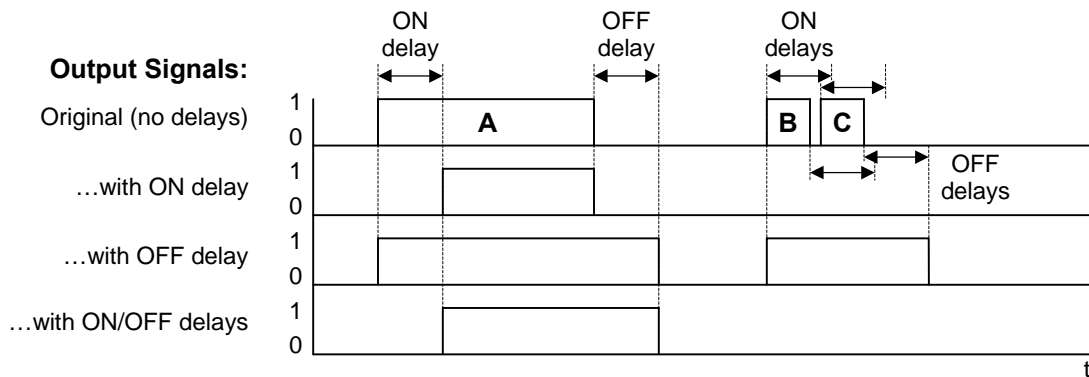 ON
delay
OFF
delay
ON
delays
Output Signals:
Original (no delays)
1
0
A
B
C
…with ON delay
1
0
OFF
delays
…with OFF delay
1
0
…with ON/OFF delays
1
0
t